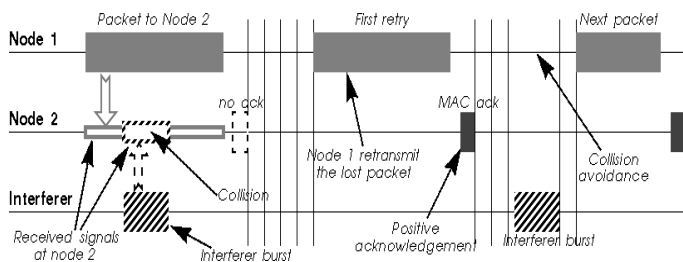 Packet to Node 2
First retry
Next packet
Node 1
no ack
MAC ack
Node 2
Node 1 retransmit
the lost packet
Collision
avoidance
Collision
Interferer
Received signals
at node 2
Interferer burst
Positive
acknowledgement
Interferer burst